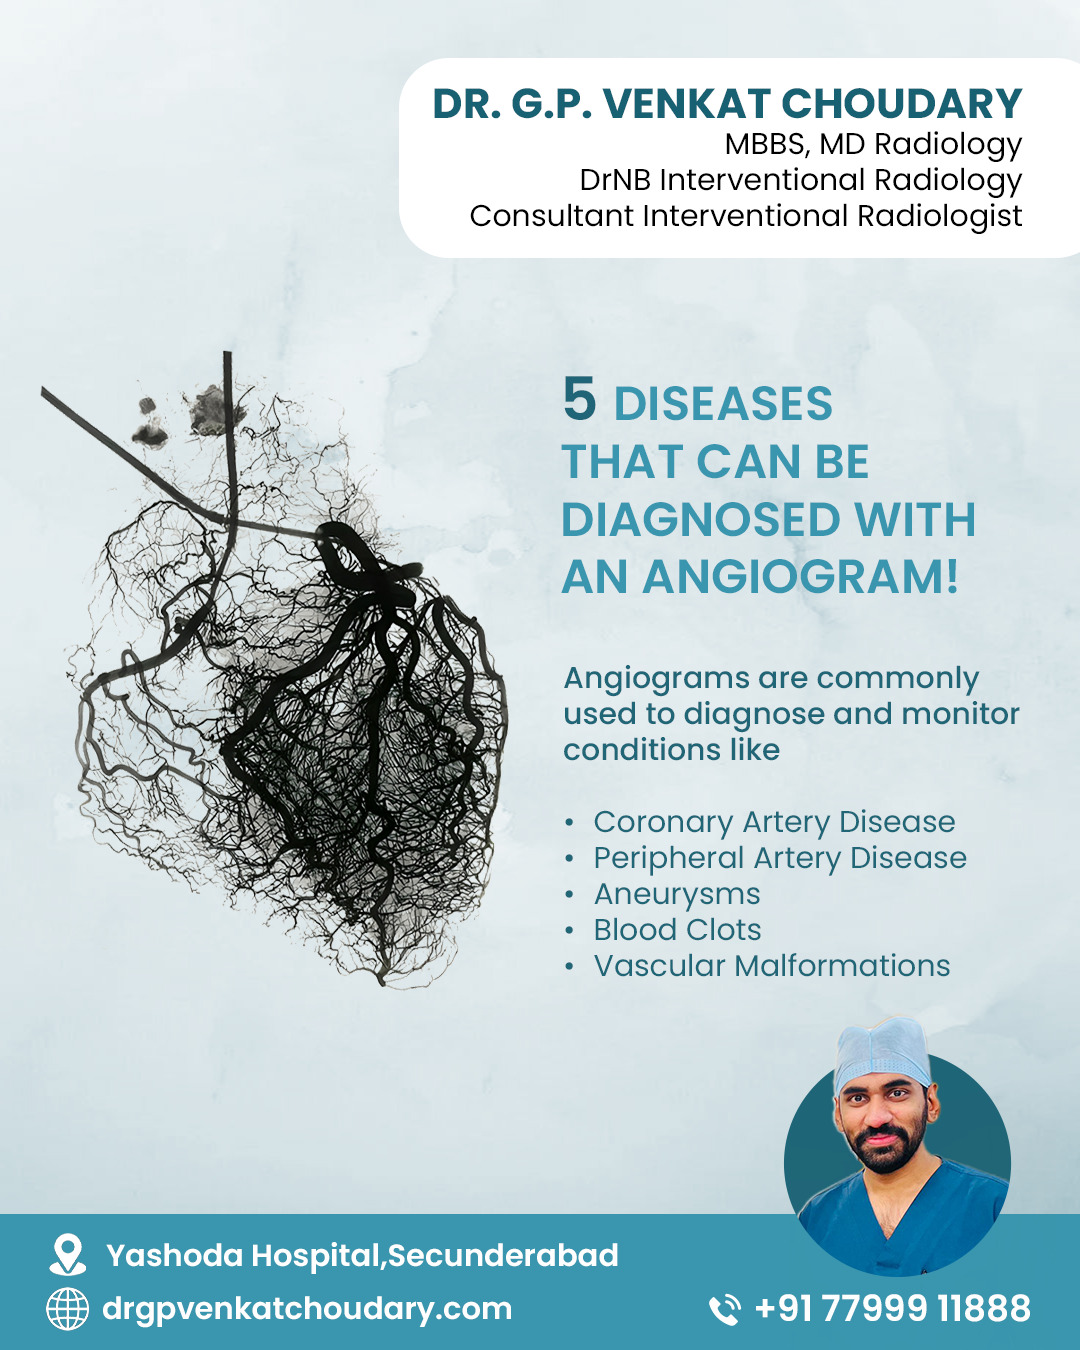 DR. G.P. VENKAT CHOUDARY
MBBS, MD Radiology
DrNB Interventional Radiology
Consultant Interventional Radiologist
5 DISEASES
THAT CAN BE
DIAGNOSED WITH
AN ANGIOGRAM!
Angiograms are commonly
used to diagnose and monitor
conditions like
• Coronary Artery Disease
• Peripheral Artery Disease
• Aneurysms
• Blood Clots
• Vascular Malformations
Yashoda Hospital,Secunderabad
drgpvenkatchoudary.com
+91 77999 11888